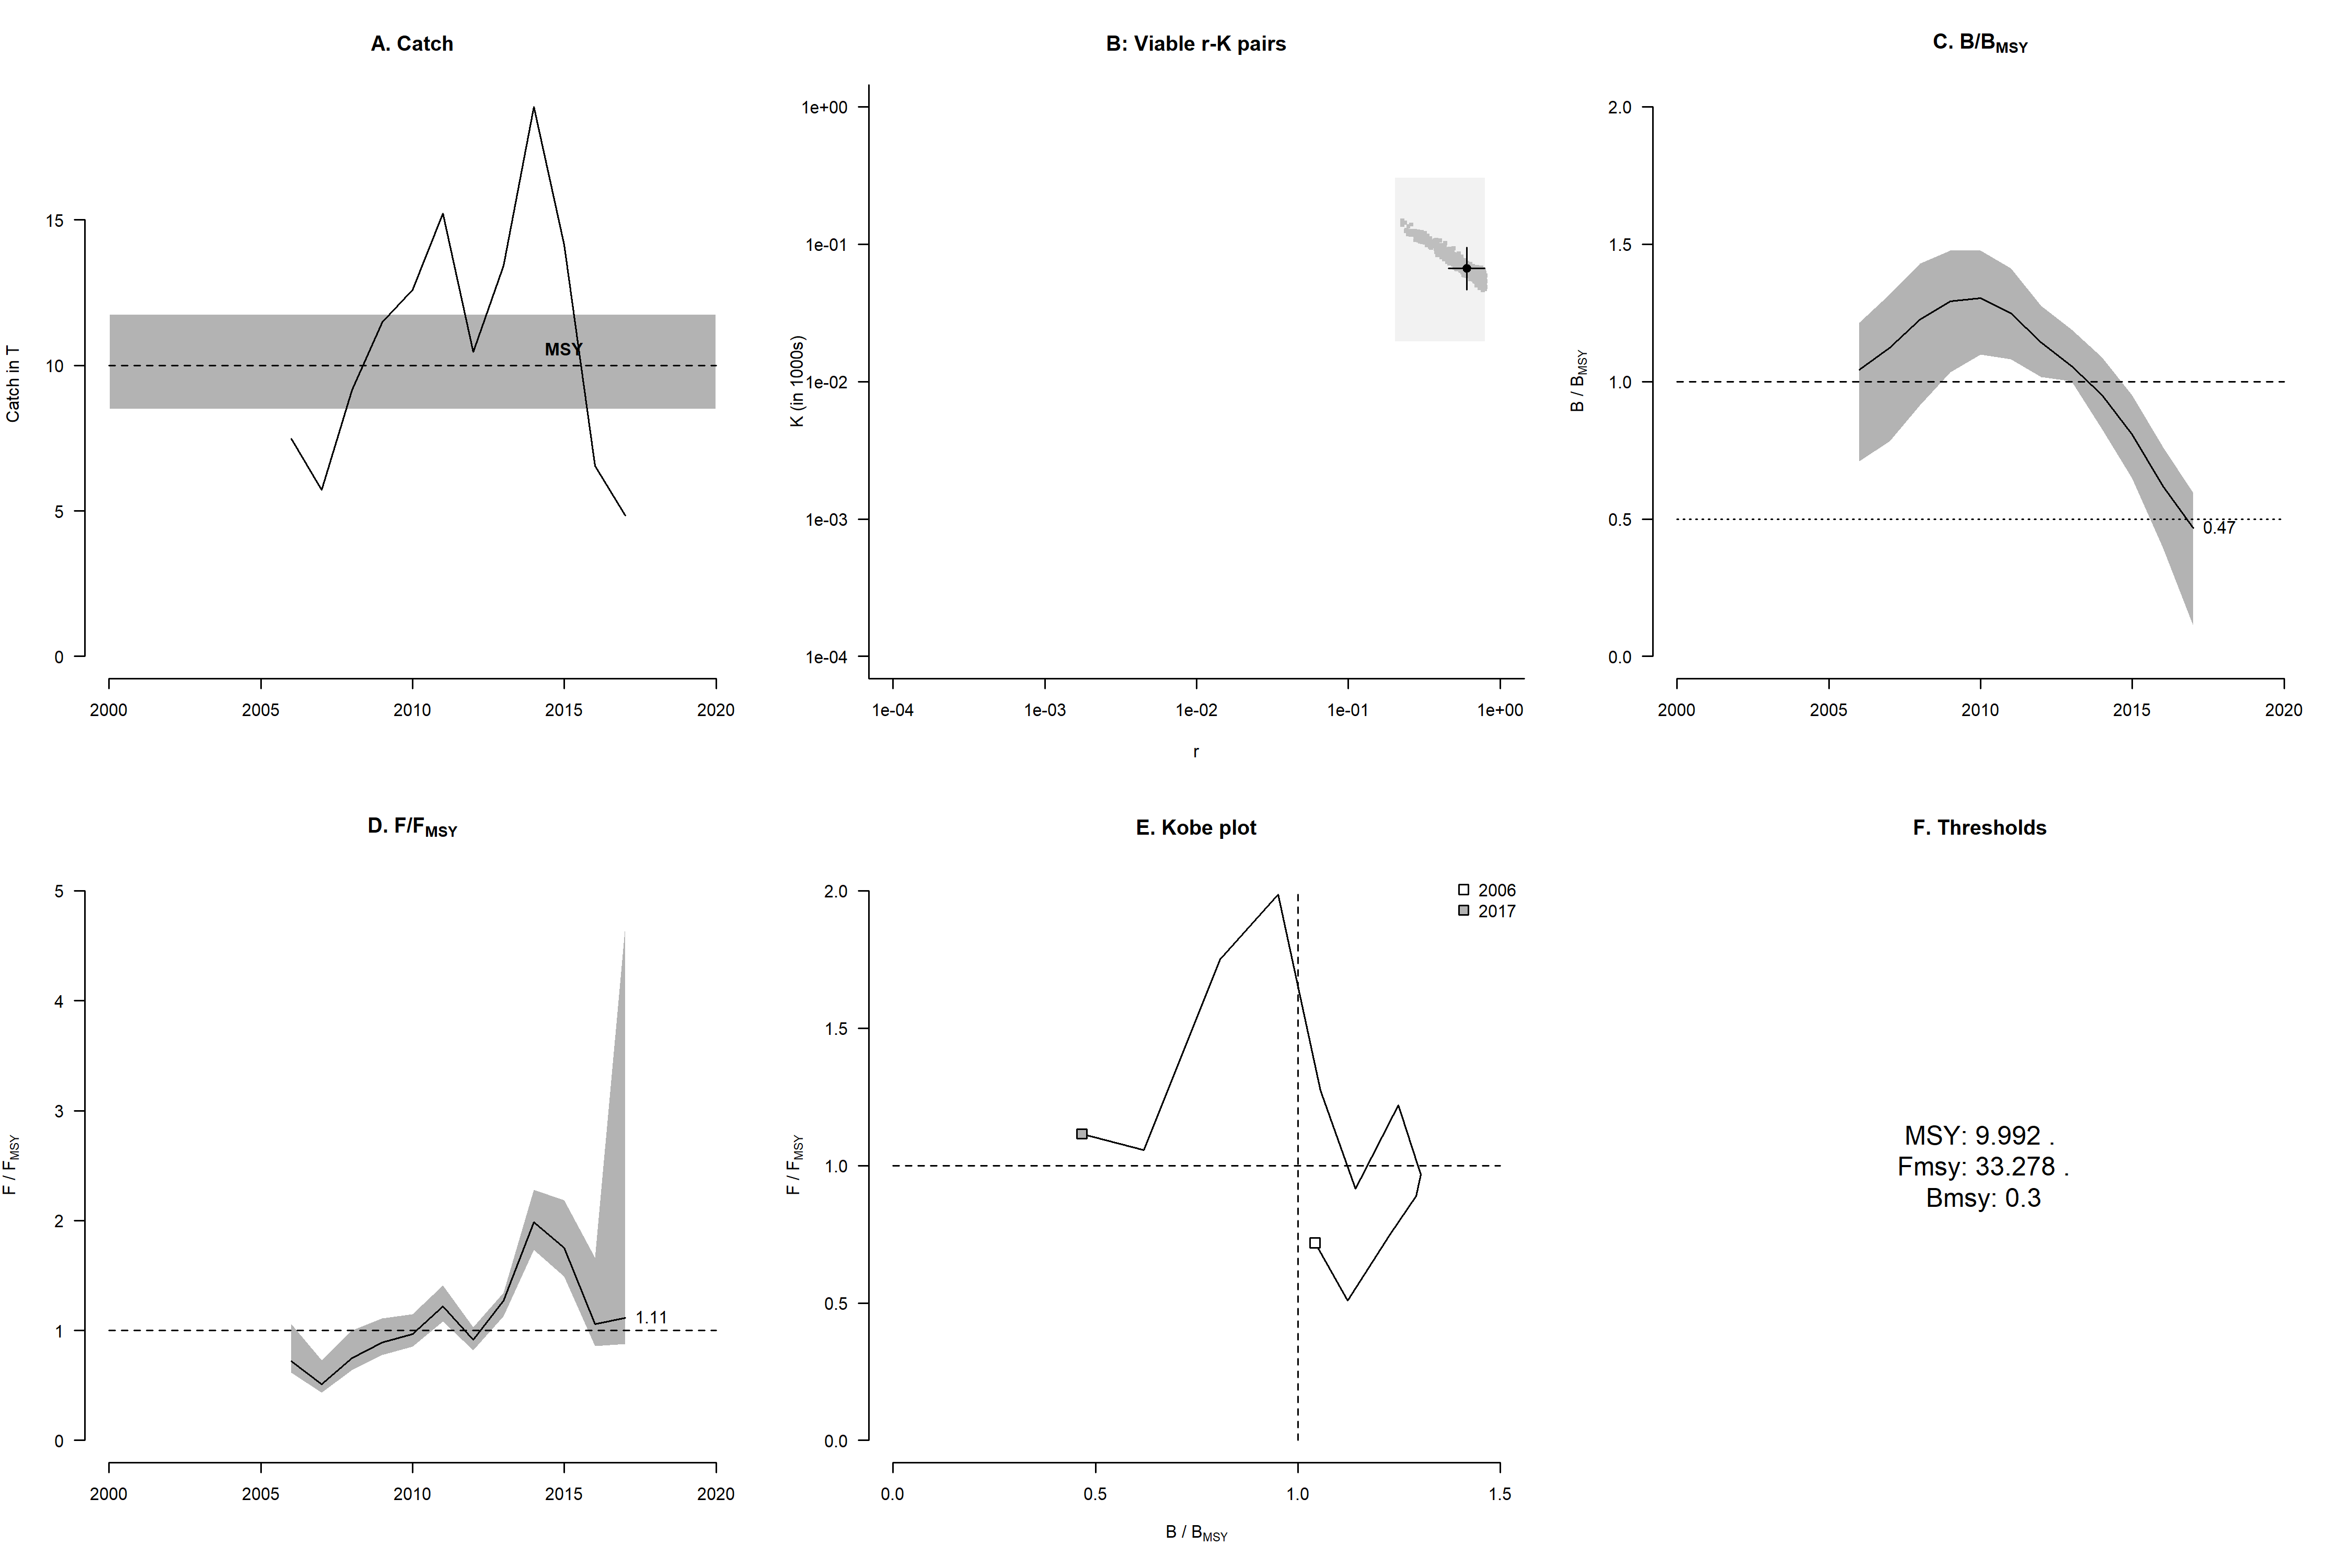 A. Catch
Catch in T
15
10
5
0
MSY
2000 2005 2010 2015 2020
B: Viable r-K pairs
K (in 1000s)
1e+00
1e-01
1e-02
1e-03
1e-04
1e-04 1e-03 1e-02 1e-01 1e+00
r
C. B/BMSY
B / BMSY
2.0
1.5
1.0
0.5
0.0
0.47
2000 2005 2010 2015 2020
D. F/FMSY
F / FMSY
5
4
3
2
1
0
1.11
2000 2005 2010 2015 2020
E. Kobe plot
F / FMSY
2.0
1.5
1.0
0.5
0.0
2006
2017
0.0 0.5 1.0 1.5
B / BMSY
F. Thresholds
MSY: 9.992 .
Fmsy: 33.278 .
Bmsy: 0.3